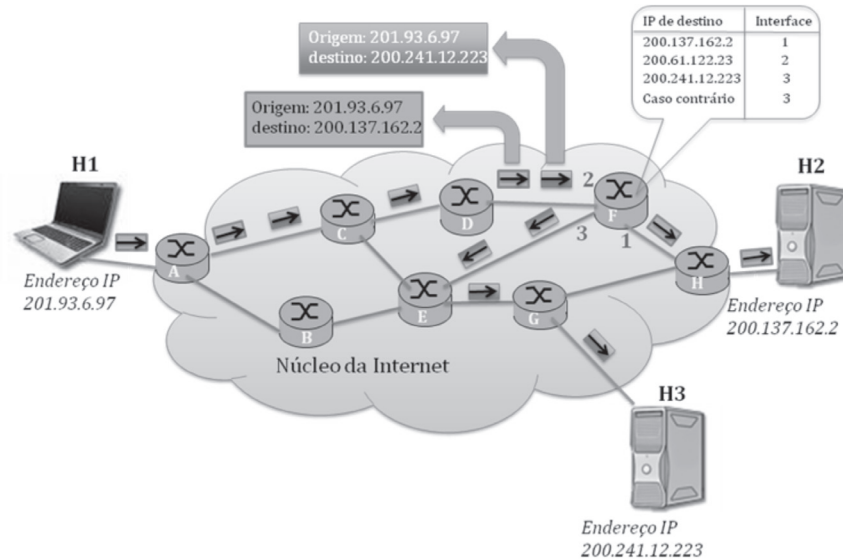 IP de destino Interface
200.137.162.2 1
200.61.122.23 2
200.241.12.223 3
Caso contrário 3
Origem: 201.93.6.97
destino: 200.241.12.223
Origem: 201.93.6.97
destino: 200.137.162.2
H1
H2
2
F
D
C
3
1
A
H
Endereço IP
201.93.6.97
E
G
B
Endereço IP
200.137.162.2
Núcleo da Internet
H3
Endereço IP
200.241.12.223